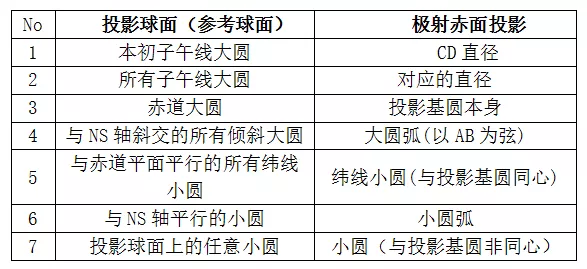 No 投影球面（参考球面） 极射赤面投影
1 本初子午线大圆 CD 直径
2 所有子午线大圆 对应的直径
3 赤道大圆 投影基圆本身
4 与NS 轴斜交的所有倾斜大圆 大圆弧(以 AB 为弦)
5 与赤道平面平行的所有纬线
小圆 纬线小圆(与投影基圆同心)
6 与 NS 轴平行的小圆 小圆弧
7 投影球面上的任意小圆 小圆（与投影基圆非同心）